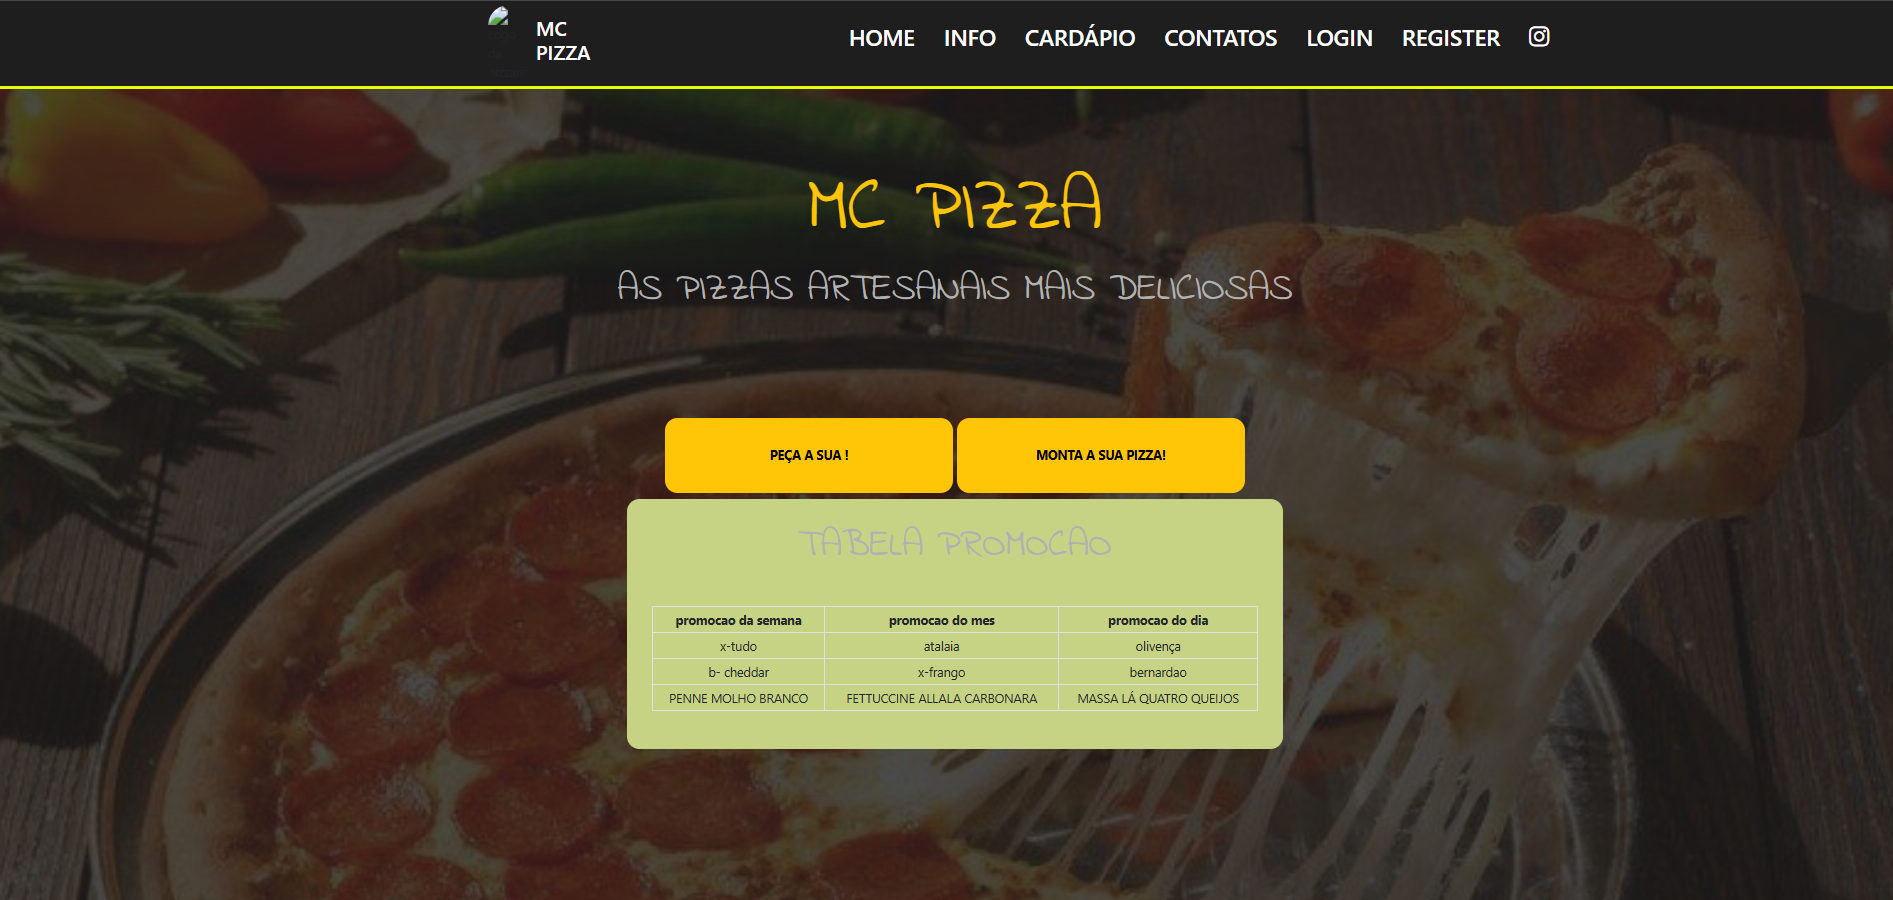 MC
PIZZA
HOME INFO CARDÁPIO CONTATOS LOGIN REGISTER
MC PIZZA
AS PIZZAS ARTESANAIS MAIS DELICIOSAS
PEÇA A SUA ! MONTA A SUA PIZZA!
TABELA PROMOCAO
promocao da semana promocao do mes promocao do dia
x-tudo atalaia olivença
b- cheddar x-frango bernardao
PENNE MOLHO BRANCO FETTUCCINE ALLALA CARBONARA MASSA LÁ QUATRO QUEIJOS